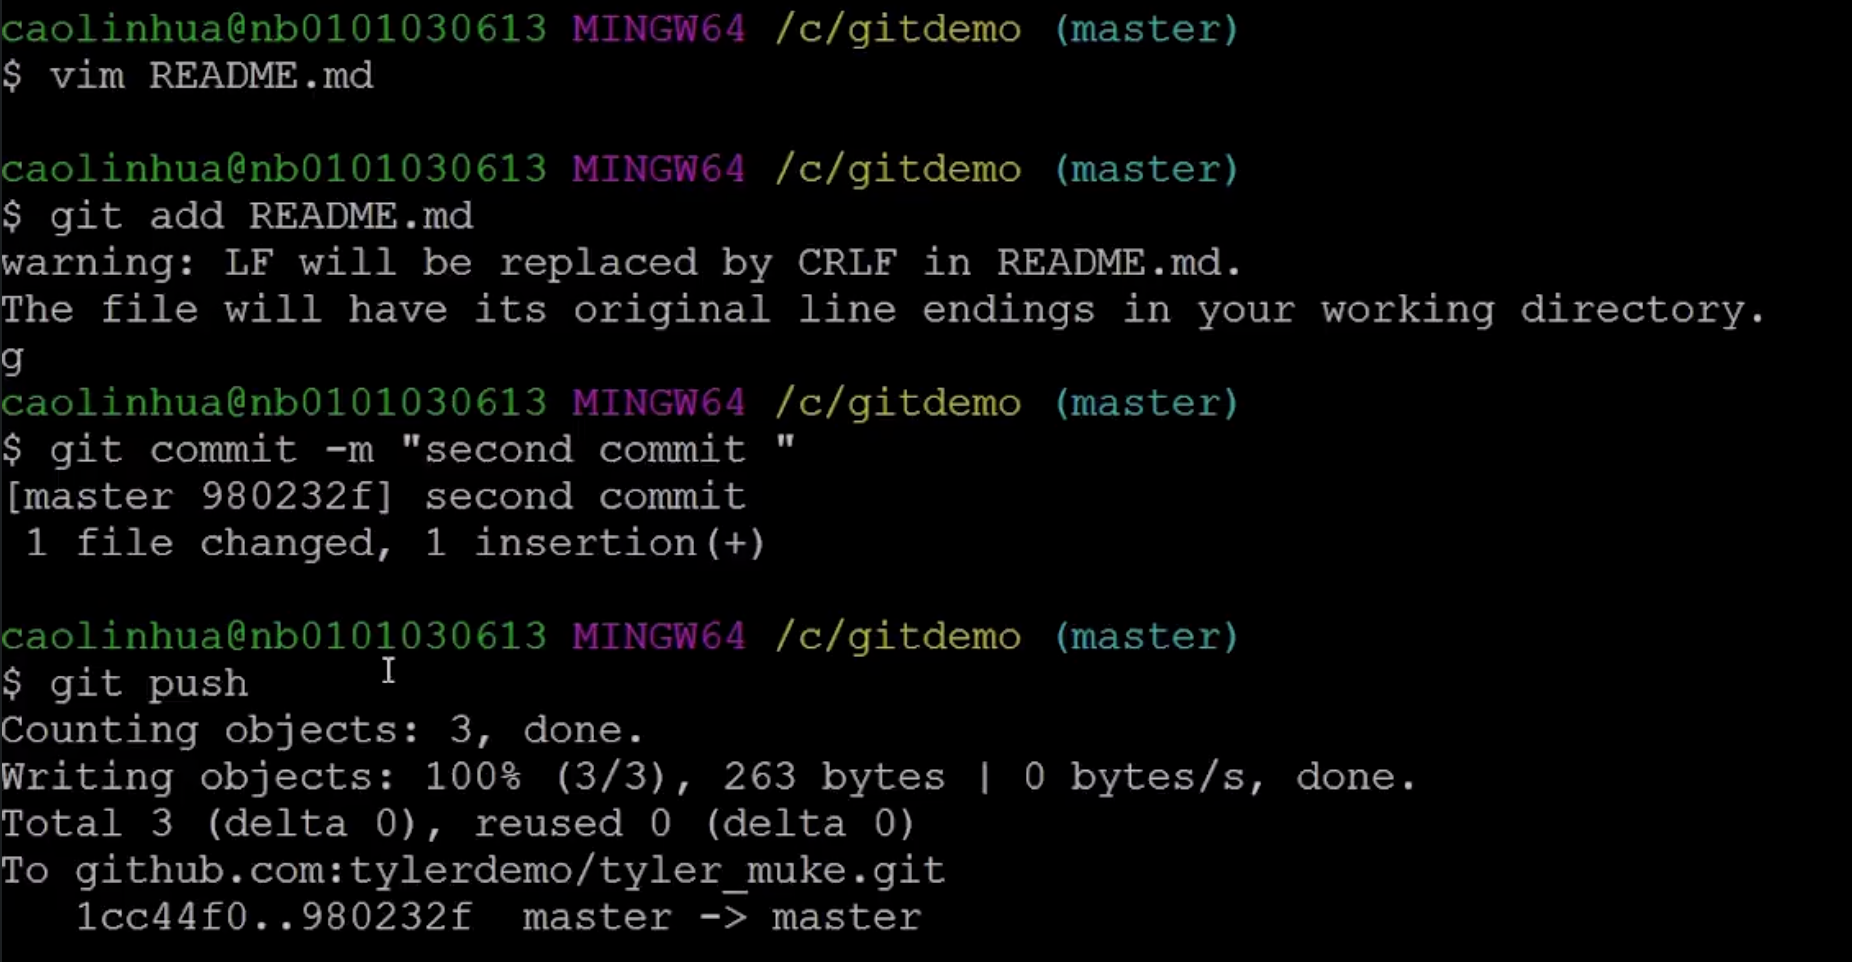 caolinhua@nb0101030613 MINGW64 /c/gitdemo (master)
$ vim README.md
caolinhua@nb0101030613 MINGW64 /c/gitdemo (master)
$ git add README.md
warning: LF will be replaced by CRLF in README.md.
The file will have its original line endings in your working directory.
g
caolinhua@nb0101030613 MINGW64 /c/gitdemo (master)
$ git commit -m "second commit "
[master 980232f] second commit
 1 file changed, 1 insertion(+)
caolinhua@nb0101030613 MINGW64 /c/gitdemo (master)
$ git push
Counting objects: 3, done.
Writing objects: 100% (3/3), 263 bytes | 0 bytes/s, done.
Total 3 (delta 0), reused 0 (delta 0)
To github.com:tylerdemo/tyler_muke.git
   1cc44f0..980232f  master -> master